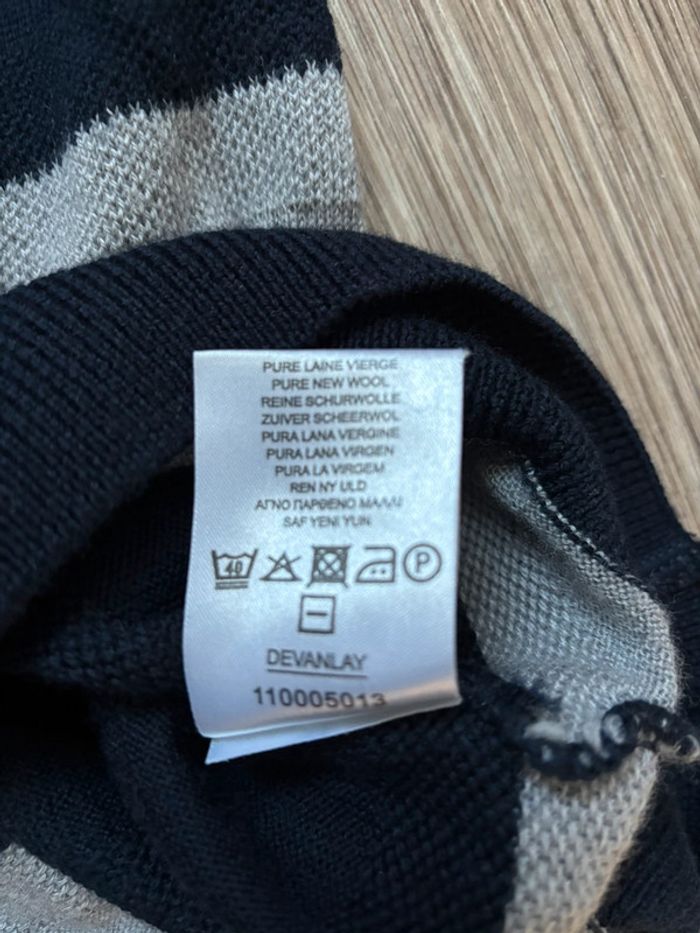 PURE LAINE VIERGE
PURE NEW WOOL
REINE SCHURWOLLE
ZUIVER SCHEERWOL
PURA LANA VERGINE
PURA LANA VIRGEN
PURA LA VIRGEM
REN NY ULD
ΑΓΝΟ ΠΑΡΘΕΝΟ ΜΑΛΛΙ
SAF YENI YUN
40 P
DEVANLAY
110005013